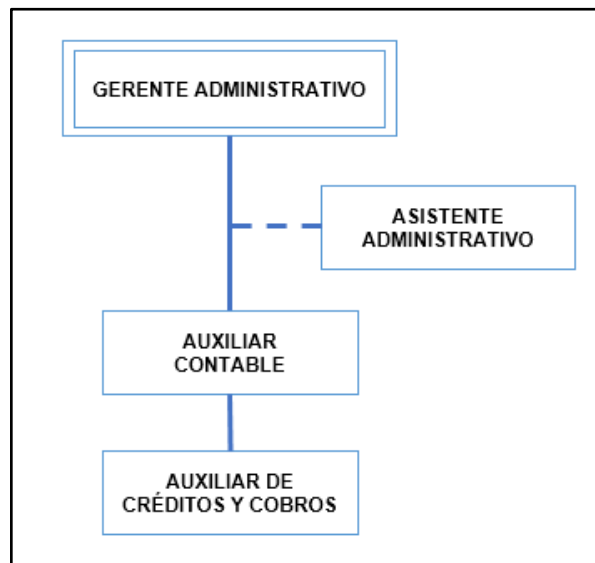 GERENTE ADMINISTRATIVO
ASISTENTE
ADMINISTRATIVO
AUXILIAR
CONTABLE
AUXILIAR DE
CRÉDITOS Y COBROS